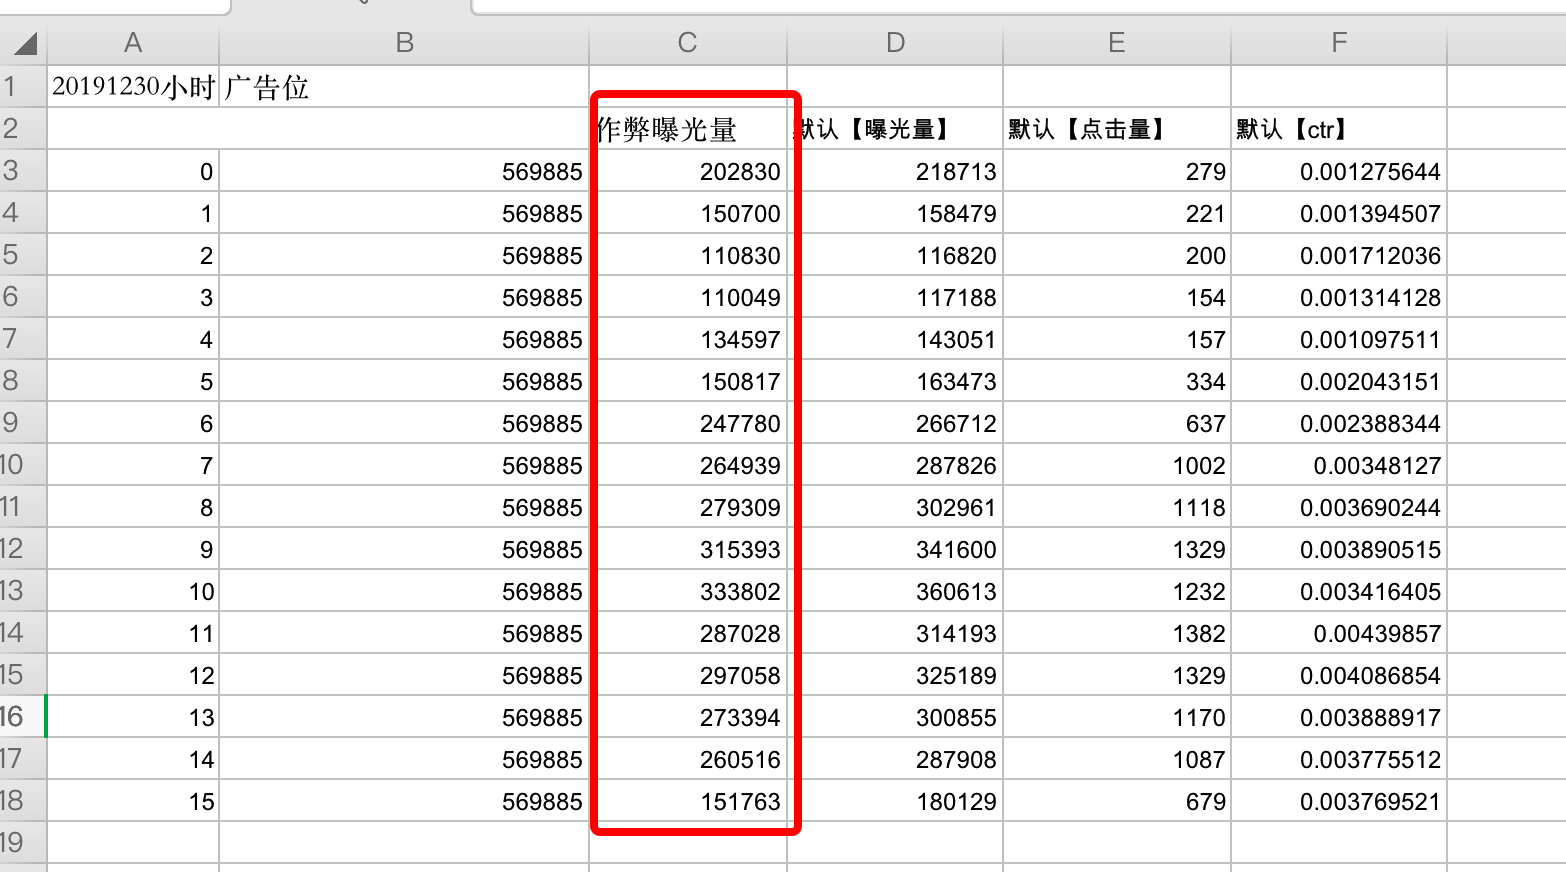 A B C D E F
1 20191230小时 广告位
2 作弊曝光量 默认【曝光量】 默认【点击量】 默认【ctr】
3 0 569885 202830 218713 279 0.001275644
4 1 569885 150700 158479 221 0.001394507
5 2 569885 110830 116820 200 0.001712036
6 3 569885 110049 117188 154 0.001314128
7 4 569885 134597 143051 157 0.001097511
8 5 569885 150817 163473 334 0.002043151
9 6 569885 247780 266712 637 0.002388344
10 7 569885 264939 287826 1002 0.00348127
11 8 569885 279309 302961 1118 0.003690244
12 9 569885 315393 341600 1329 0.003890515
13 10 569885 333802 360613 1232 0.003416405
14 11 569885 287028 314193 1382 0.00439857
15 12 569885 297058 325189 1329 0.004086854
16 13 569885 273394 300855 1170 0.003888917
17 14 569885 260516 287908 1087 0.003775512
18 15 569885 151763 180129 679 0.003769521
19